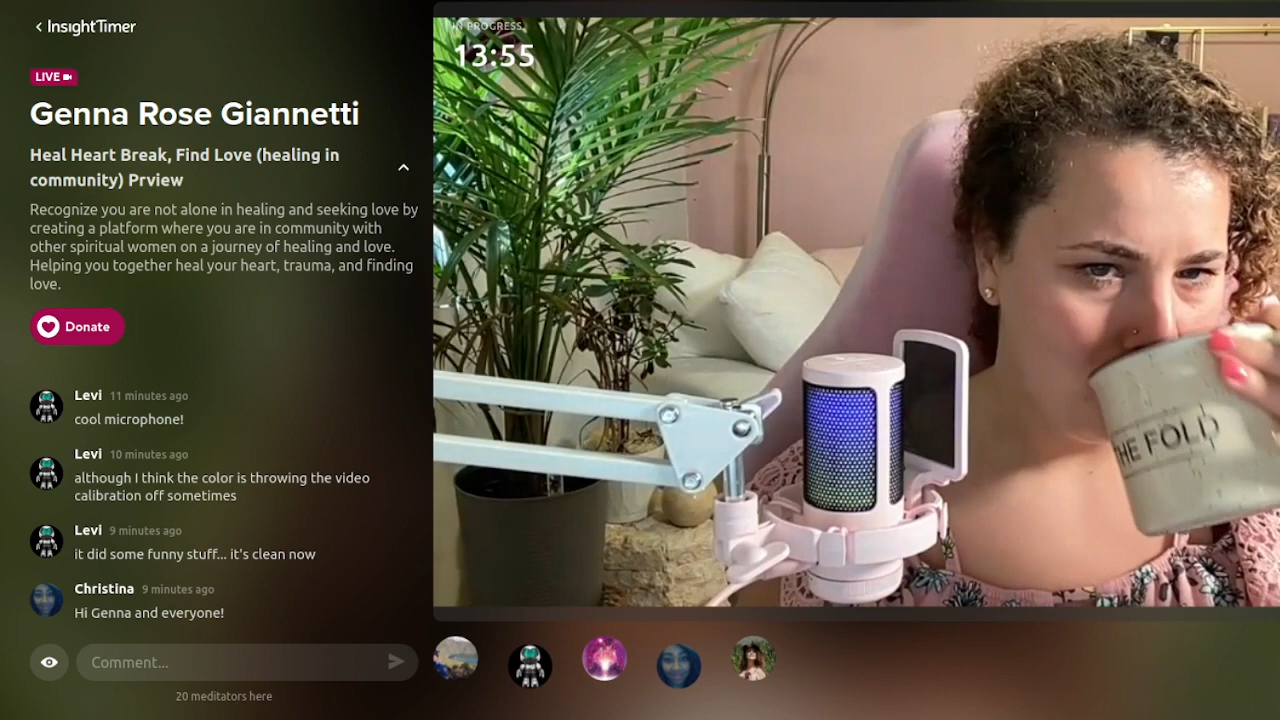 InsightTimer
LIVE
Genna Rose Giannetti
Heal Heart Break, Find Love (healing in
community) Prview
Recognize you are not alone in healing and seeking love by
creating a platform where you are in community with
other spiritual women on a journey of healing and love.
Helping you together heal your heart, trauma, and finding
love.
Donate
Levi 11 minutes ago
cool microphone!
Levi 10 minutes ago
although I think the color is throwing the video
calibration off sometimes
Levi 9 minutes ago
it did some funny stuff... it's clean now
Christina 9 minutes ago
Hi Genna and everyone!
Comment...
20 meditators here
IN PROGRESS
13:55
THE FOLD